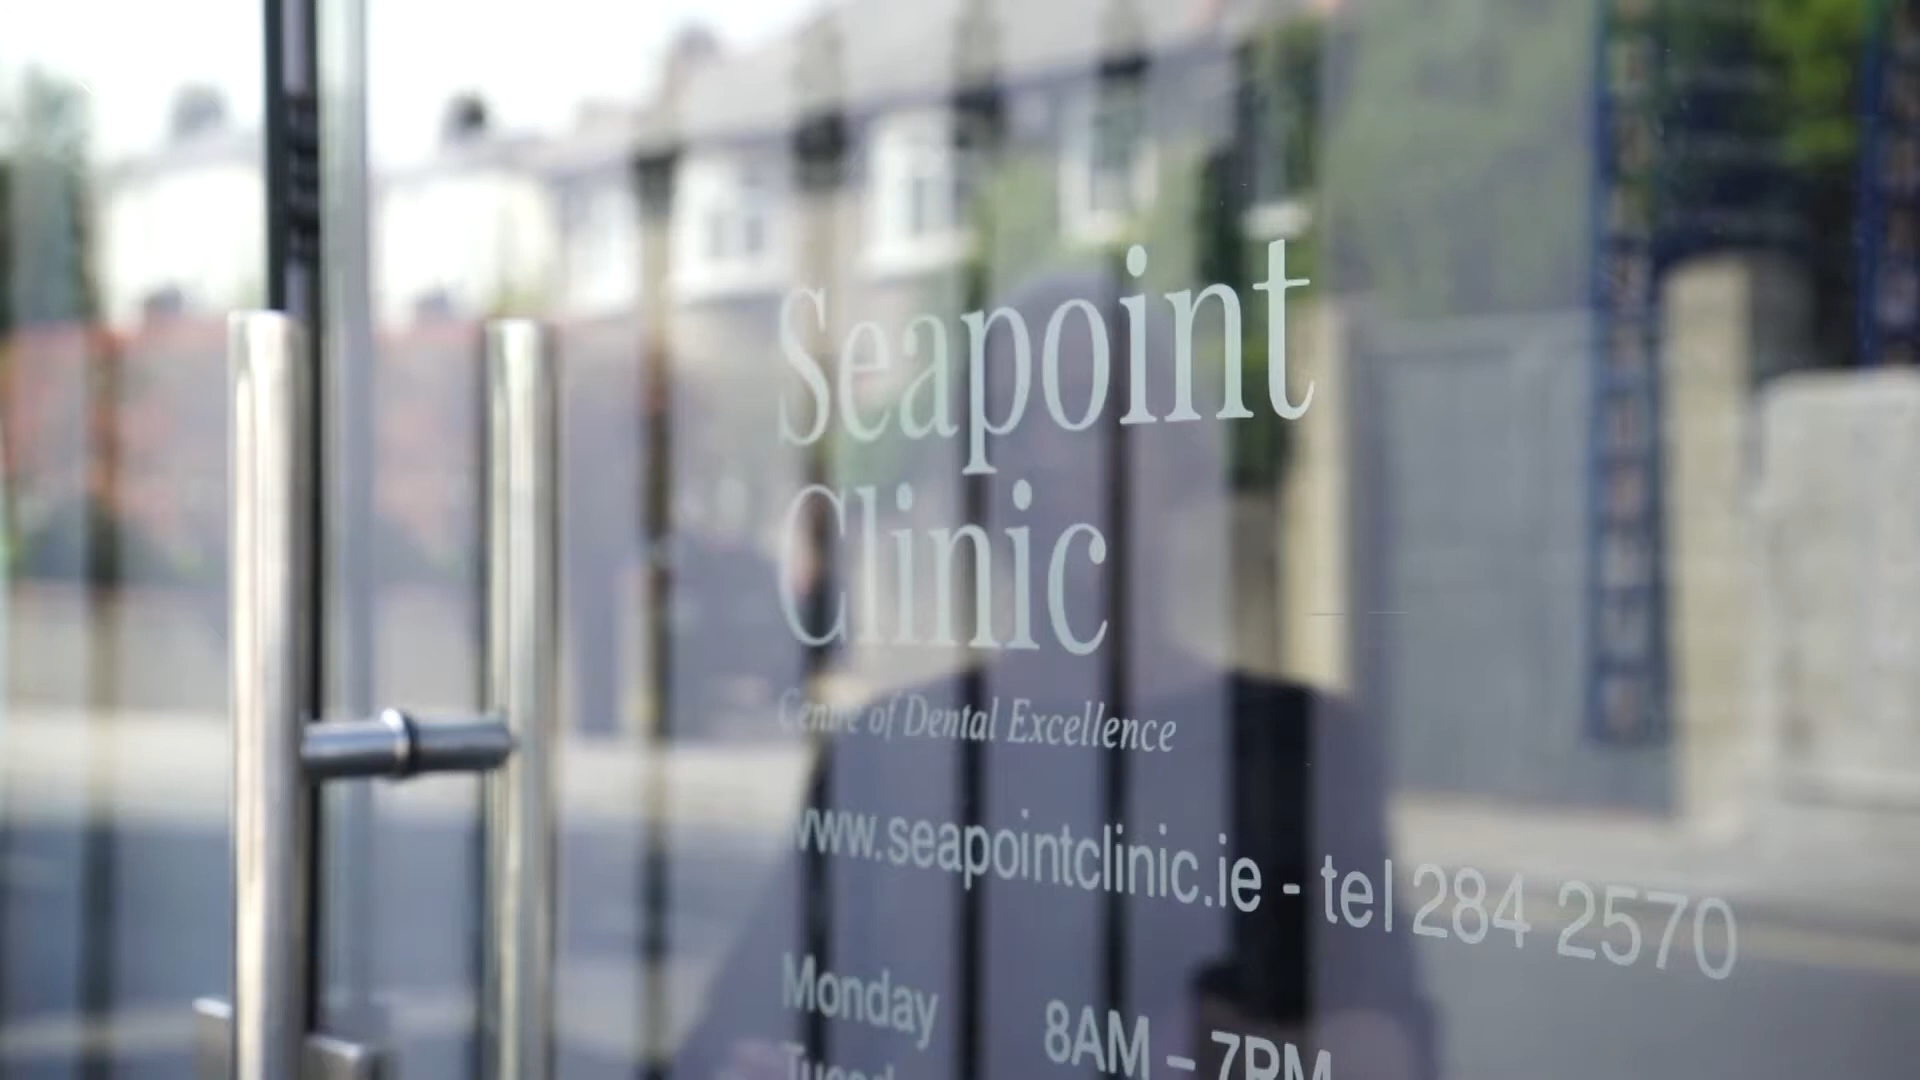 Seapoint
Clinic
Centre of Dental Excellence
www.seapointclinic.ie - tel 284 2570
Monday 8AM – 7PM